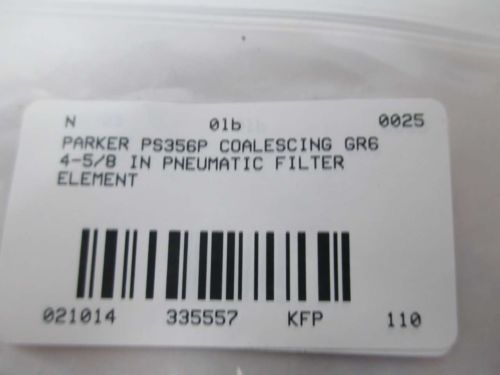 N 01b 0025
PARKER PS356P COALESCING GR6
4-5/8 IN PNEUMATIC FILTER
ELEMENT
021014 335557 KFP 110